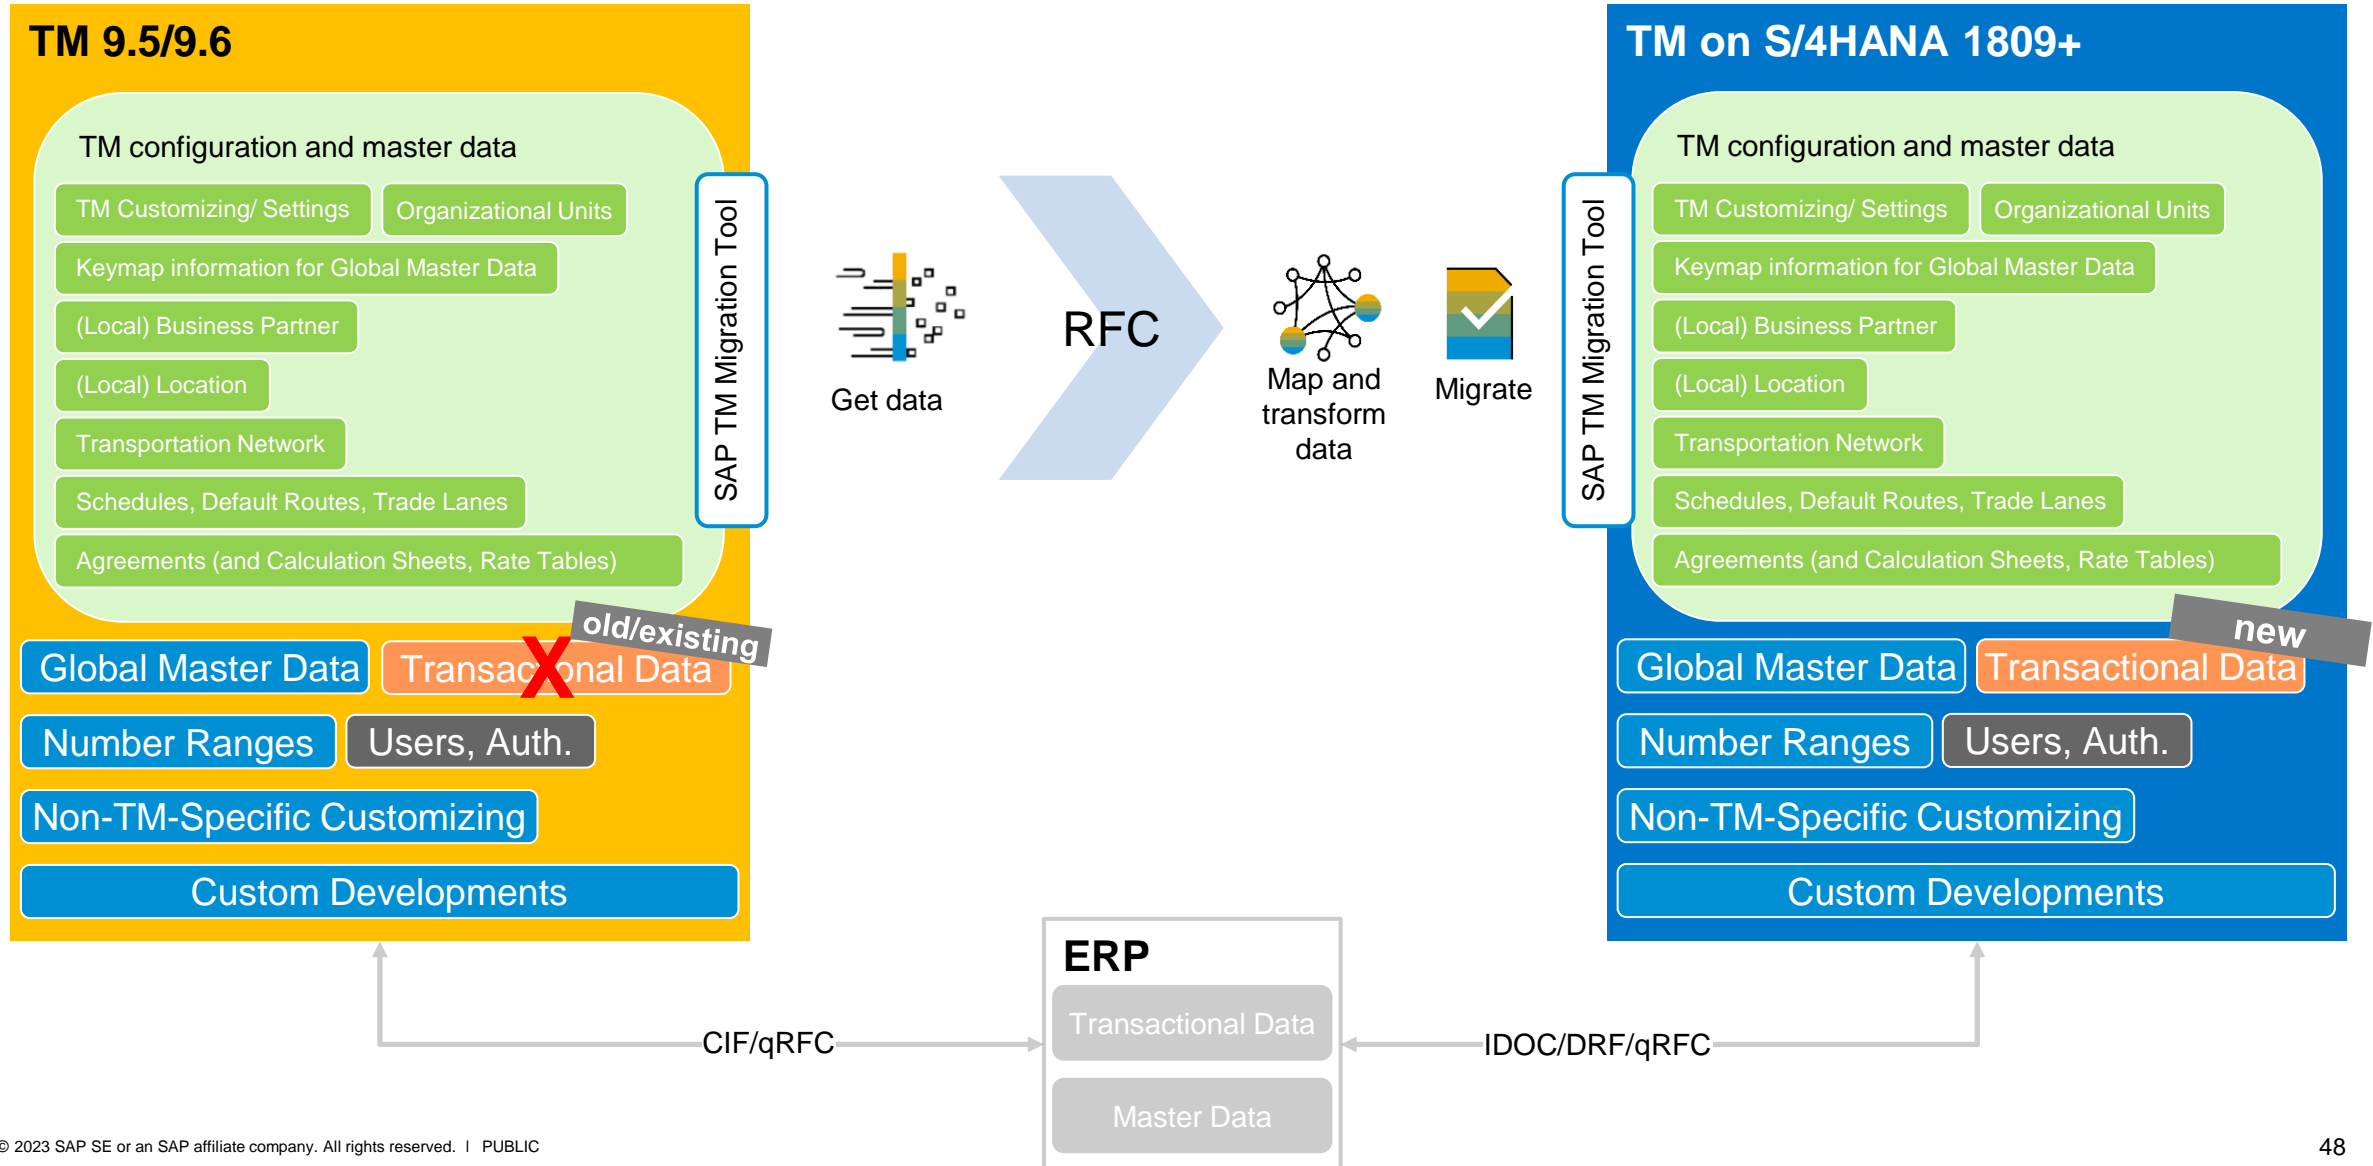 TM 9.5/9.6
TM configuration and master data
TM Customizing/ Settings
Organizational Units
Keymap information for Global Master Data
(Local) Business Partner
(Local) Location
Transportation Network
Schedules, Default Routes, Trade Lanes
Agreements (and Calculation Sheets, Rate Tables)
SAP TM Migration Tool
old/existing
Global Master Data
Transactional Data
X
Number Ranges
Users, Auth.
Non-TM-Specific Customizing
Custom Developments
Get data
RFC
Map and
transform
data
Migrate
TM on S/4HANA 1809+
TM configuration and master data
TM Customizing/ Settings
Organizational Units
Keymap information for Global Master Data
(Local) Business Partner
(Local) Location
Transportation Network
Schedules, Default Routes, Trade Lanes
Agreements (and Calculation Sheets, Rate Tables)
SAP TM Migration Tool
new
Global Master Data
Transactional Data
Number Ranges
Users, Auth.
Non-TM-Specific Customizing
Custom Developments
ERP
Transactional Data
Master Data
CIF/qRFC
IDOC/DRF/qRFC
© 2023 SAP SE or an SAP affiliate company. All rights reserved. ǀ PUBLIC
48